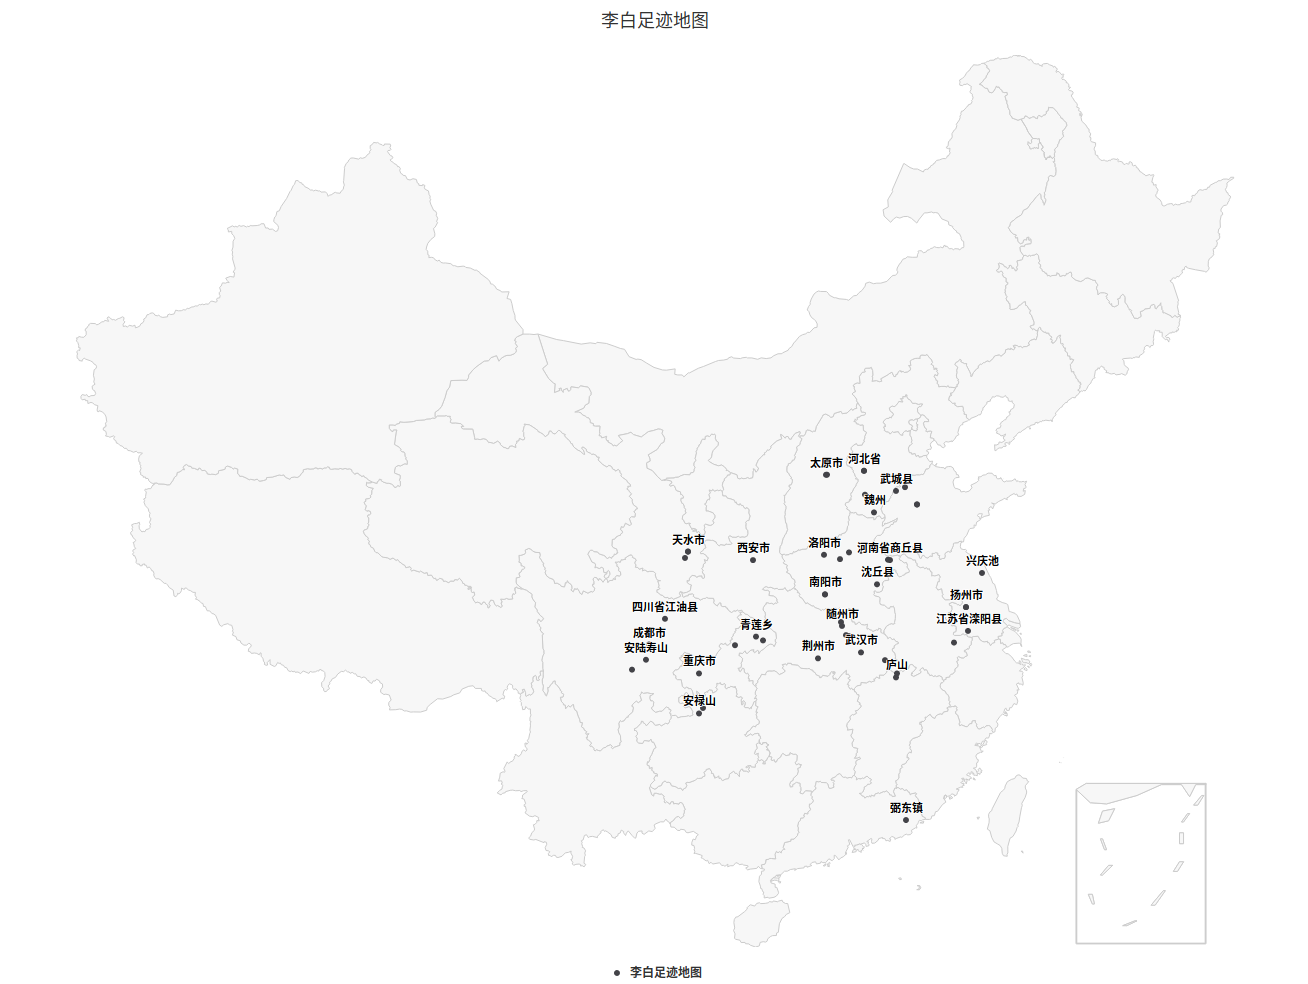 李白足迹地图
太原市
河北省
武城县
魏州
天水市
西安市
洛阳市
河南省商丘县
兴庆池
沈丘县
南阳市
扬州市
四川省江油县
随州市
江苏省滦阳县
青莲乡
成都市
武汉市
安陆寿山
荆州市
重庆市
庐山
安禄山
弼东镇
李白足迹地图